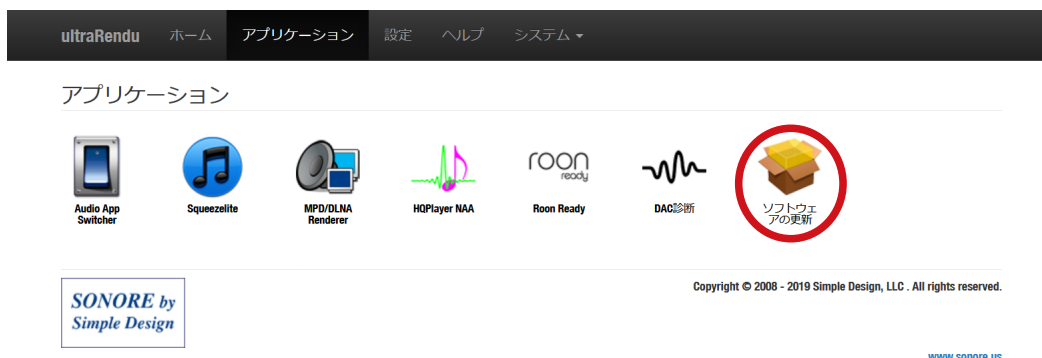 ultraRendu ホーム アプリケーション 設定 ヘルプ システム
アプリケーション
roon
ready
Audio App
Switcher
Squeezelite
MPD/DLNA
Renderer
HQPlayer NAA
Roon Ready
DAC診断
ソフトウェ
アの更新
SONORE by
Simple Design
Copyright © 2008 - 2019 Simple Design, LLC . All rights reserved.
www.sonore.us